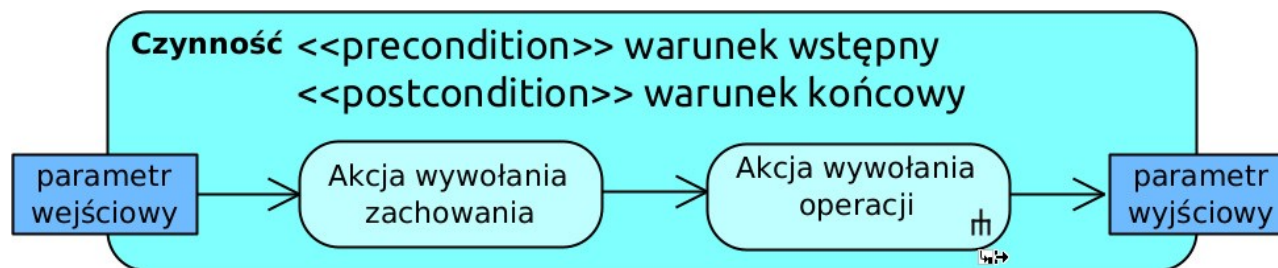 Czynność <<precondition>> warunek wstępny
<<postcondition>> warunek końcowy
parametr
wejściowy
Akcja wywołania
zachowania
Akcja wywołania
operacji
parametr
wyjściowy